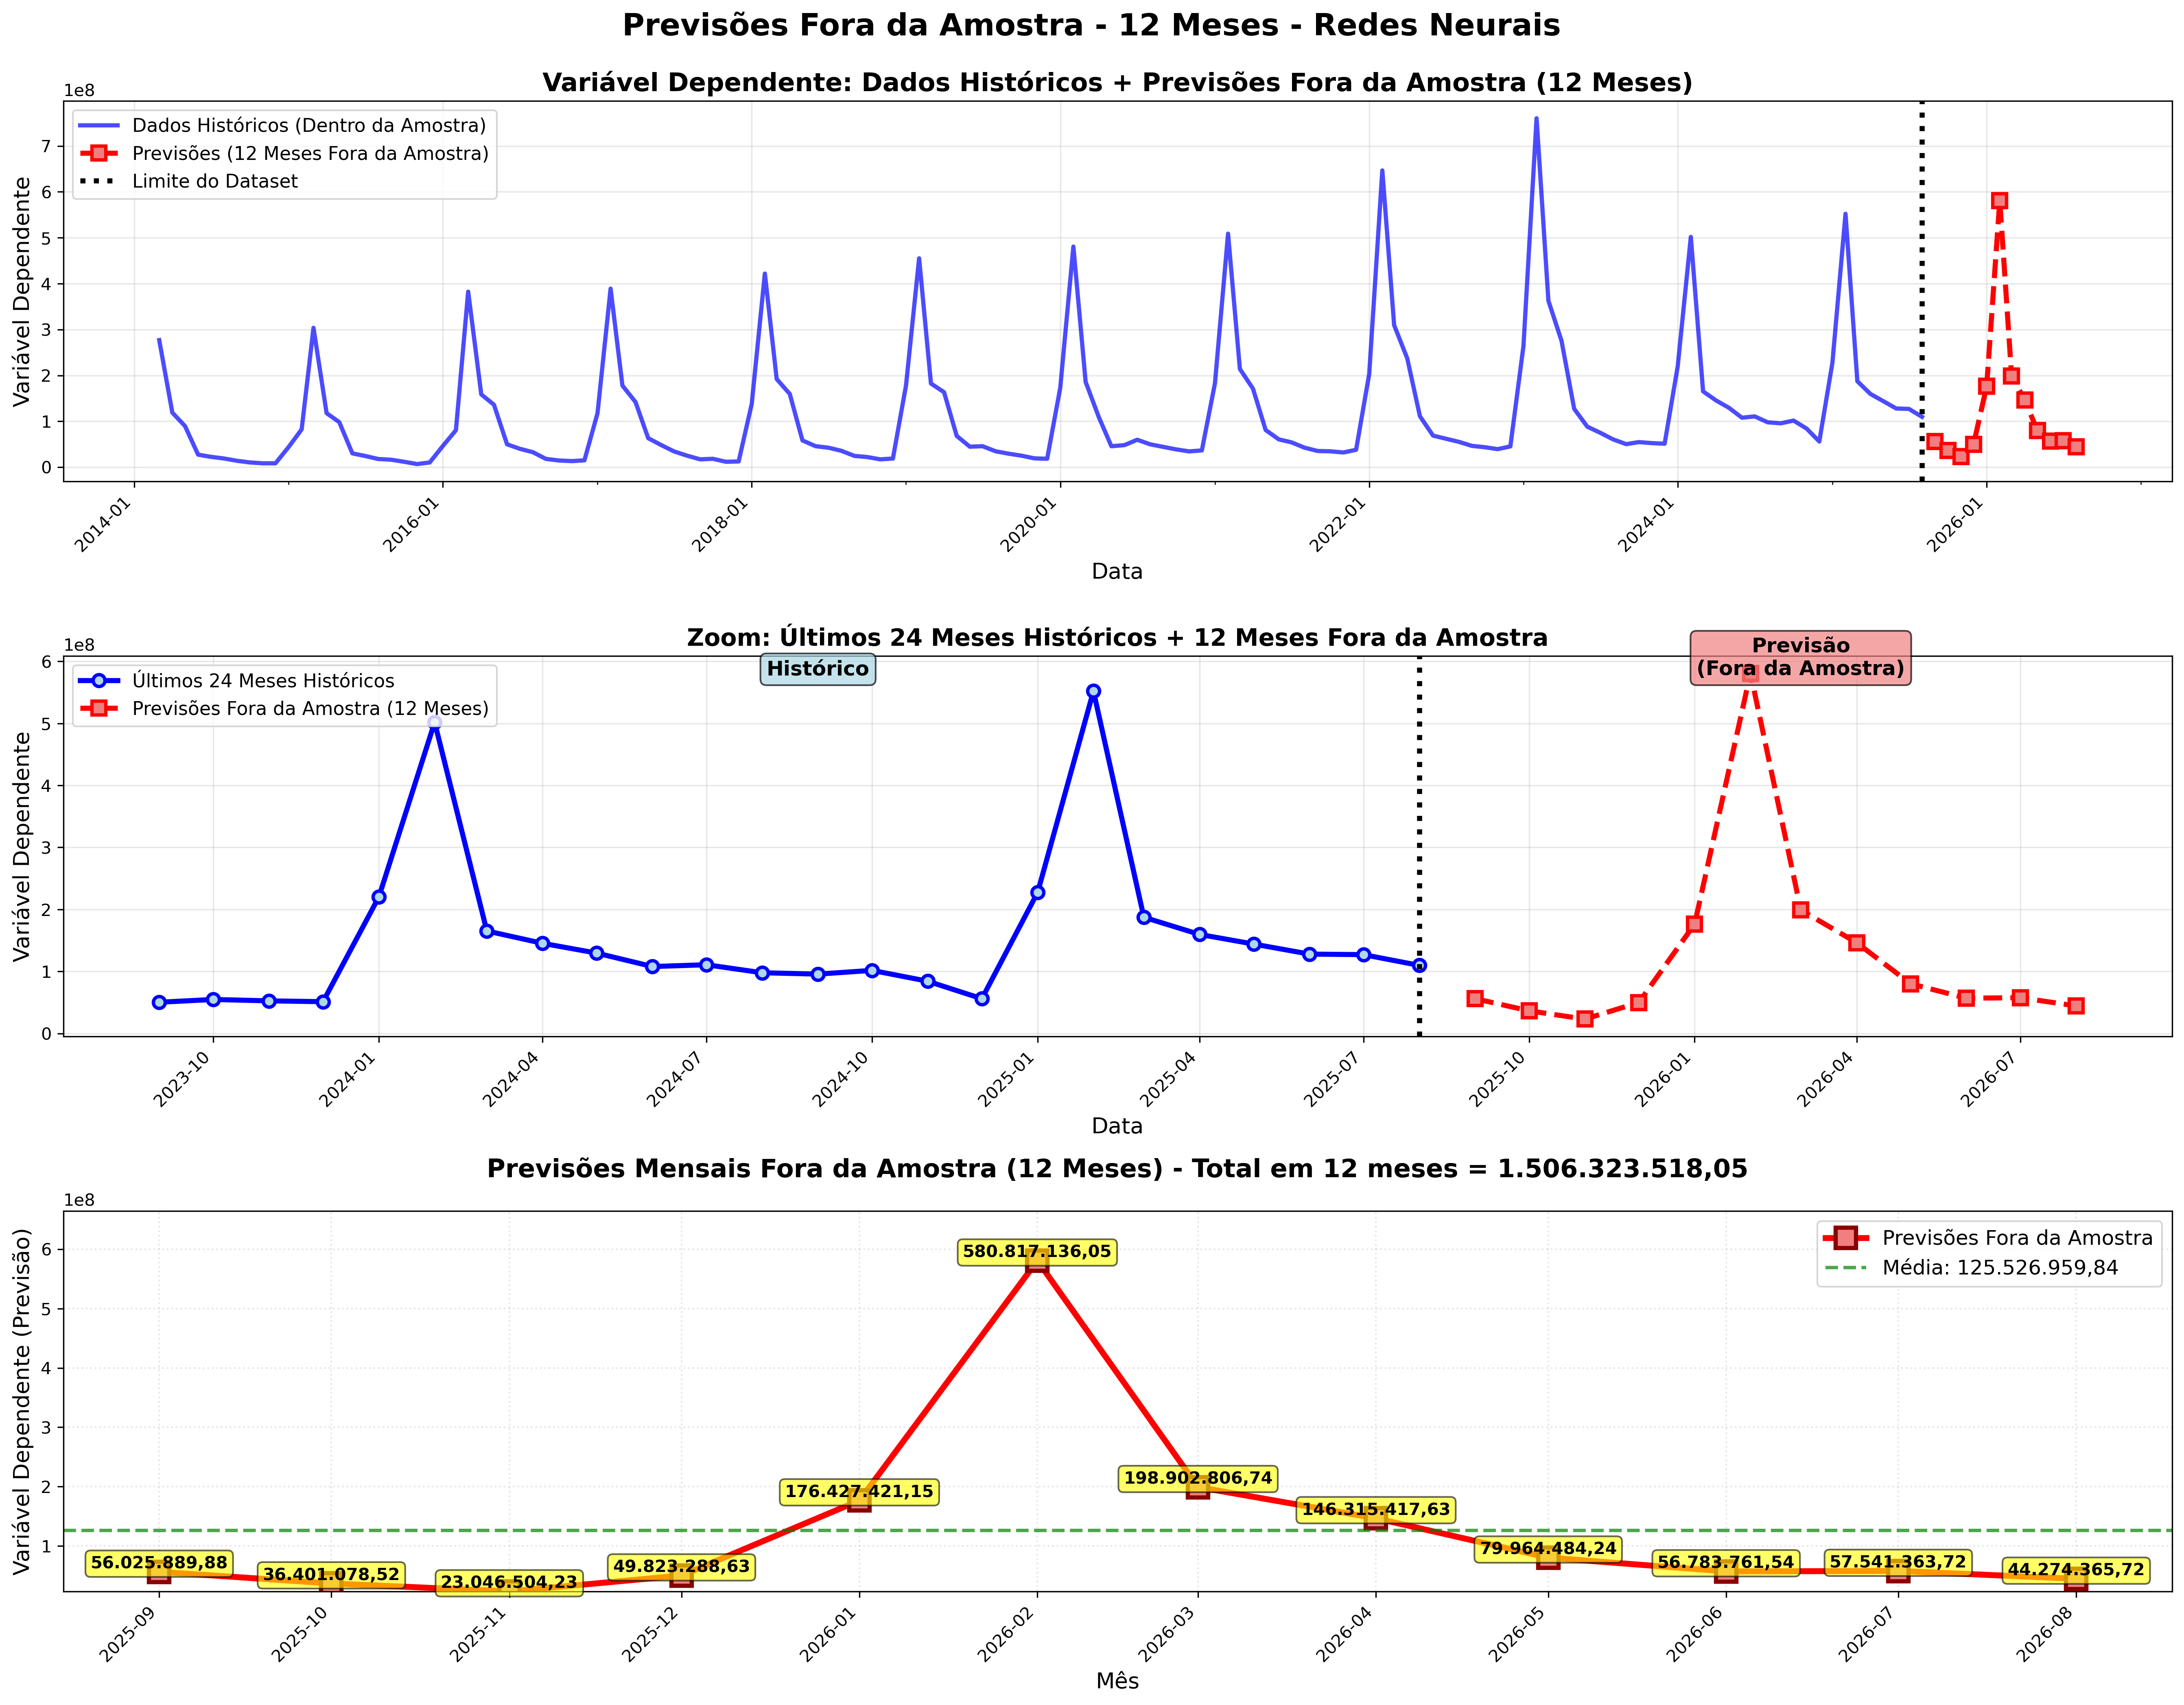 Previsões Fora da Amostra - 12 Meses - Redes Neurais
Variável Dependente: Dados Históricos + Previsões Fora da Amostra (12 Meses)
1e8
Dados Históricos (Dentro da Amostra)
Previsões (12 Meses Fora da Amostra)
Limite do Dataset
Variável Dependente
7
6
5
4
3
2
1
0
2014-01
2016-01
2018-01
2020-01
2022-01
2024-01
2026-01
Data
Zoom: Últimos 24 Meses Históricos + 12 Meses Fora da Amostra
1e8
Últimos 24 Meses Históricos
Previsões Fora da Amostra (12 Meses)
Histórico
Previsão
(Fora da Amostra)
Variável Dependente
6
5
4
3
2
1
0
2023-10
2024-01
2024-04
2024-07
2024-10
2025-01
2025-04
2025-07
2025-10
2026-01
2026-04
2026-07
Data
Previsões Mensais Fora da Amostra (12 Meses) - Total em 12 meses = 1.506.323.518,05
1e8
Previsões Fora da Amostra
Média: 125.526.959,84
Variável Dependente (Previsão)
6
5
4
3
2
1
56.025.889,88
36.401.078,52
23.046.504,23
49.823.288,63
176.427.421,15
580.817.136,05
198.902.806,74
146.315.417,63
79.964.484,24
56.783.761,54
57.541.363,72
44.274.365,72
2025-09
2025-10
2025-11
2025-12
2026-01
2026-02
2026-03
2026-04
2026-05
2026-06
2026-07
2026-08
Mês